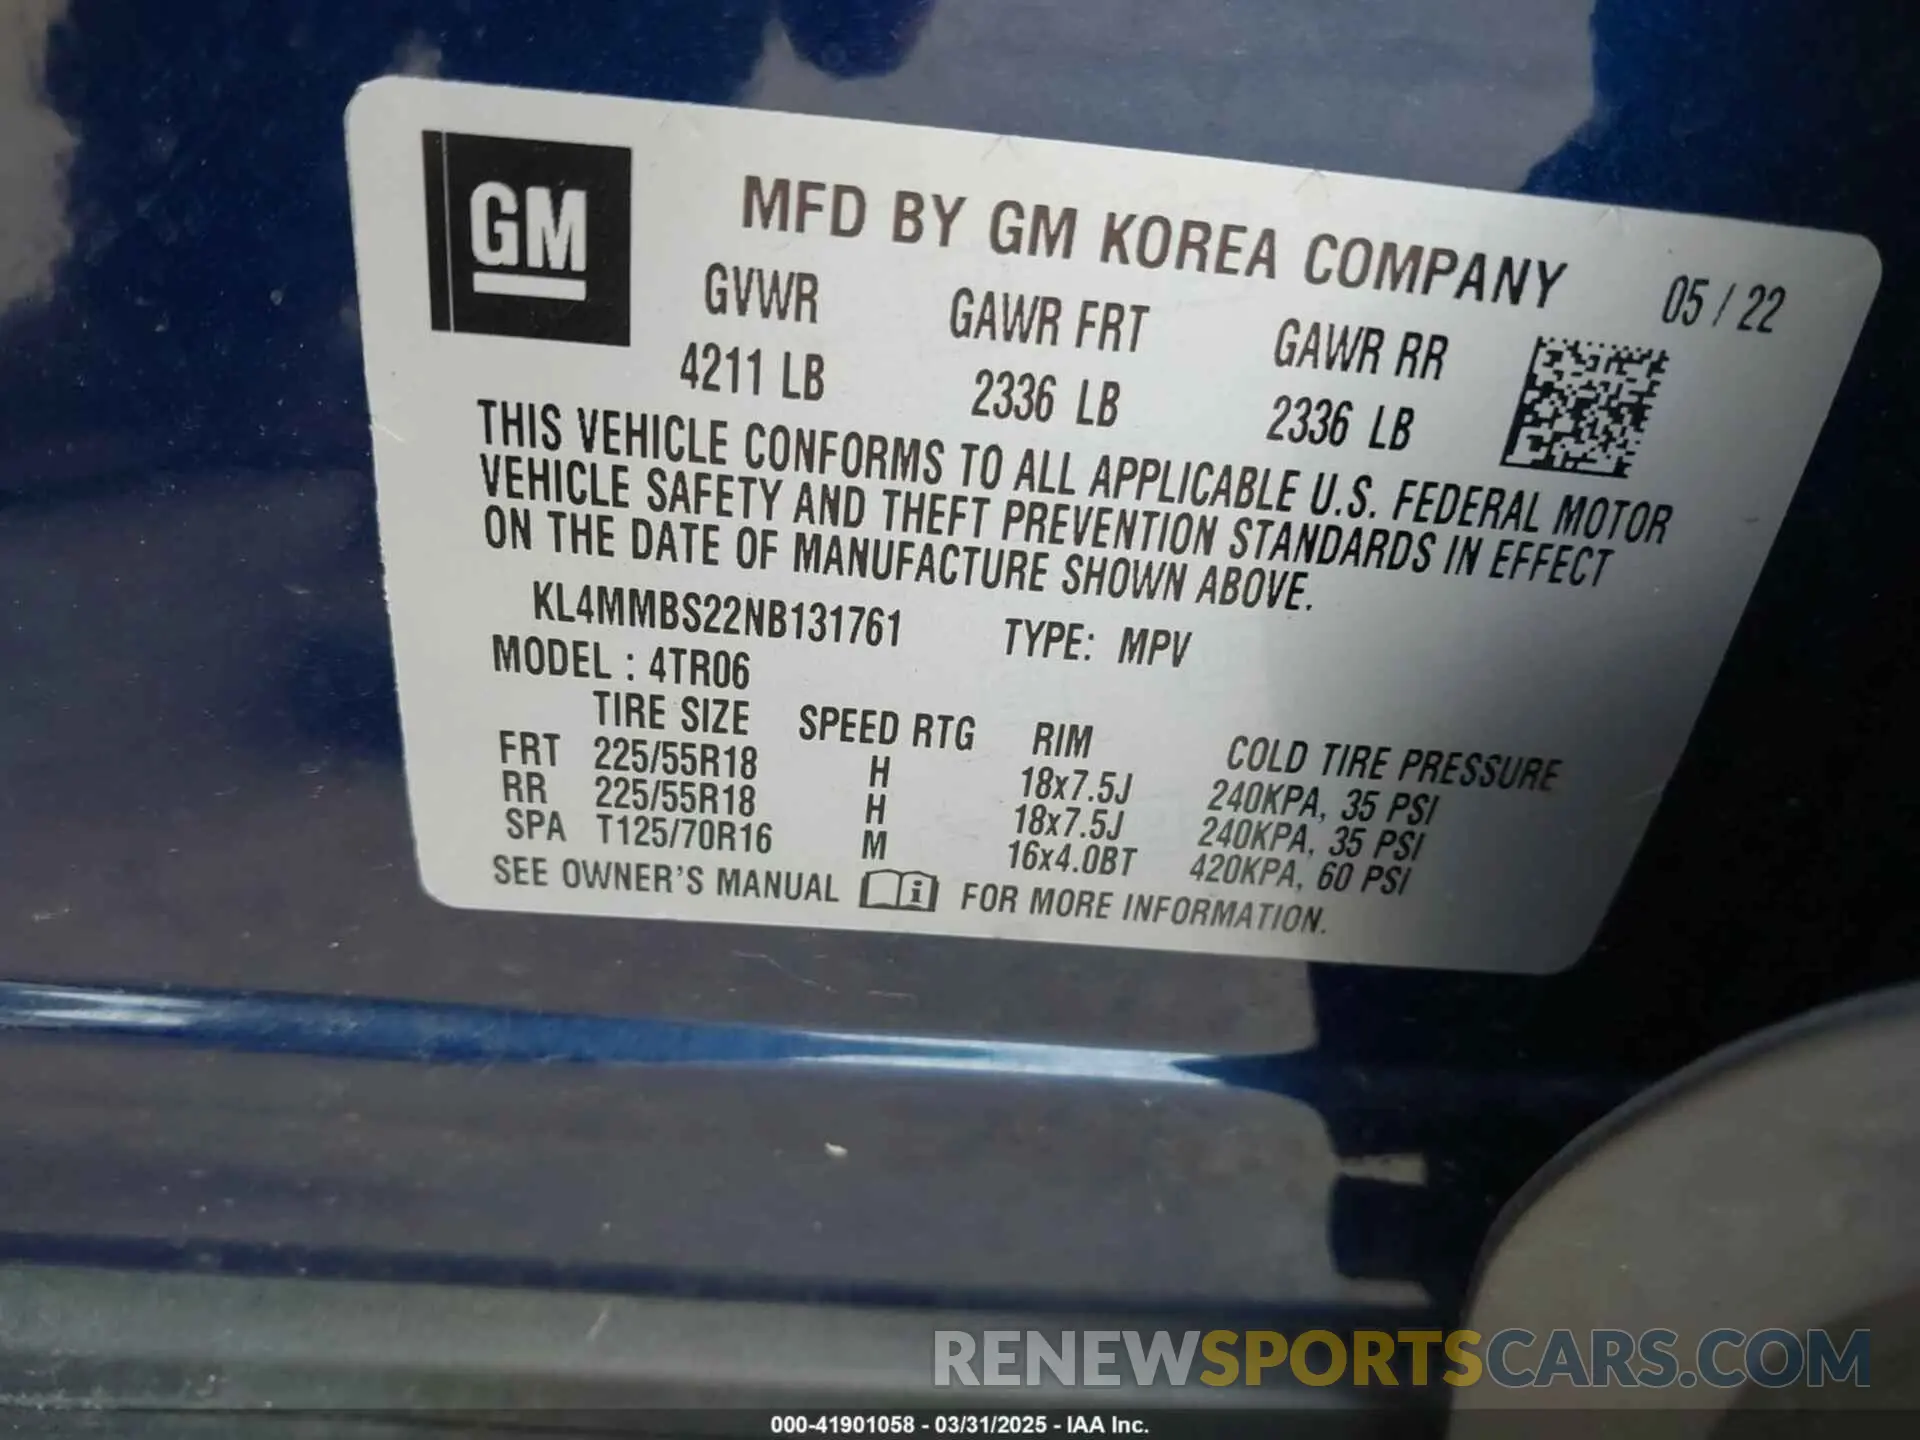 GM
MFD BY GM KOREA COMPANY 05 / 22
GVWR GAWR FRT GAWR RR
4211 LB 2336 LB 2336 LB
THIS VEHICLE CONFORMS TO ALL APPLICABLE U.S. FEDERAL MOTOR
VEHICLE SAFETY AND THEFT PREVENTION STANDARDS IN EFFECT
ON THE DATE OF MANUFACTURE SHOWN ABOVE.
KL4MMBS22NB131761 TYPE: MPV
MODEL : 4TR06
TIRE SIZE SPEED RTG RIM COLD TIRE PRESSURE
FRT 225/55R18 H 18x7.5J 240KPA, 35 PSI
RR 225/55R18 H 18x7.5J 240KPA, 35 PSI
SPA T125/70R16 M 16x4.0BT 420KPA, 60 PSI
SEE OWNER'S MANUAL i FOR MORE INFORMATION.
RENEWSPORTSCARS.COM
000-41901058 - 03/31/2025 - IAA Inc.